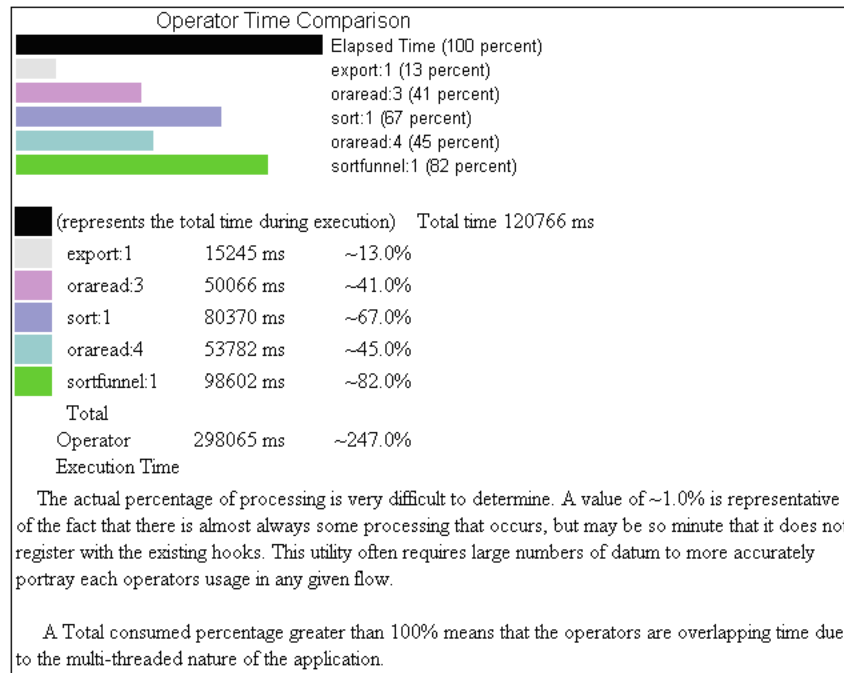 Operator Time Comparison
Elapsed Time (100 percent)
export:1 (13 percent)
oraread:3 (41 percent)
sort:1 (67 percent)
oraread:4 (45 percent)
sortfunnel:1 (82 percent)
(represents the total time during execution) Total time 120766 ms
export:1 15245 ms ~13.0%
oraread:3 50066 ms ~41.0%
sort:1 80370 ms ~67.0%
oraread:4 53782 ms ~45.0%
sortfunnel:1 98602 ms ~82.0%
Total
Operator 298065 ms ~247.0%
Execution Time
The actual percentage of processing is very difficult to determine. A value of ~1.0% is representative
of the fact that there is almost always some processing that occurs, but may be so minute that it does not
register with the existing hooks. This utility often requires large numbers of datum to more accurately
portray each operators usage in any given flow.
A Total consumed percentage greater than 100% means that the operators are overlapping time due
to the multi-threaded nature of the application.